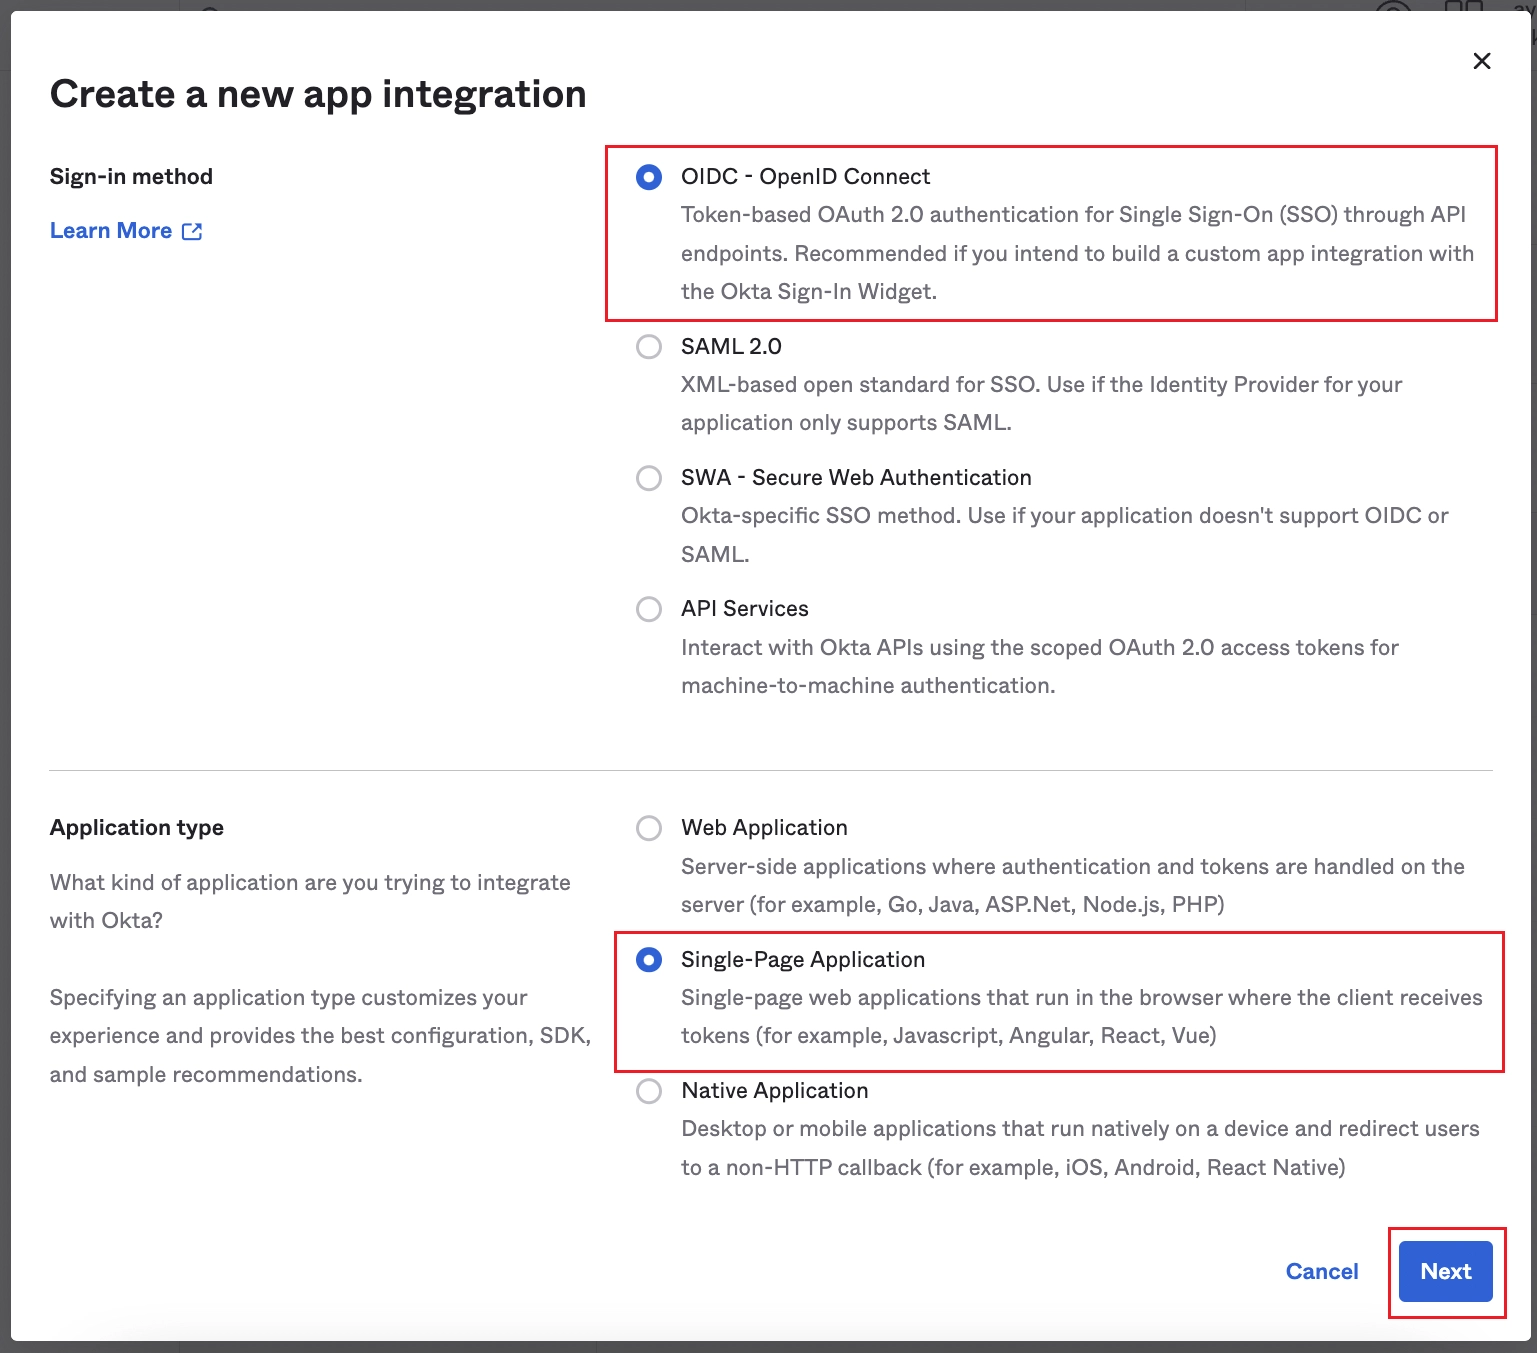 Create a new app integration
Sign-in method
Learn More
OIDC - OpenID Connect
Token-based OAuth 2.0 authentication for Single Sign-On (SSO) through API
endpoints. Recommended if you intend to build a custom app integration with
the Okta Sign-In Widget.
SAML 2.0
XML-based open standard for SSO. Use if the Identity Provider for your
application only supports SAML.
SWA - Secure Web Authentication
Okta-specific SSO method. Use if your application doesn't support OIDC or
SAML.
API Services
Interact with Okta APIs using the scoped OAuth 2.0 access tokens for
machine-to-machine authentication.
Application type
What kind of application are you trying to integrate
with Okta?
Specifying an application type customizes your
experience and provides the best configuration, SDK,
and sample recommendations.
Web Application
Server-side applications where authentication and tokens are handled on the
server (for example, Go, Java, ASP.Net, Node.js, PHP)
Single-Page Application
Single-page web applications that run in the browser where the client receives
tokens (for example, Javascript, Angular, React, Vue)
Native Application
Desktop or mobile applications that run natively on a device and redirect users
to a non-HTTP callback (for example, iOS, Android, React Native)
Cancel
Next